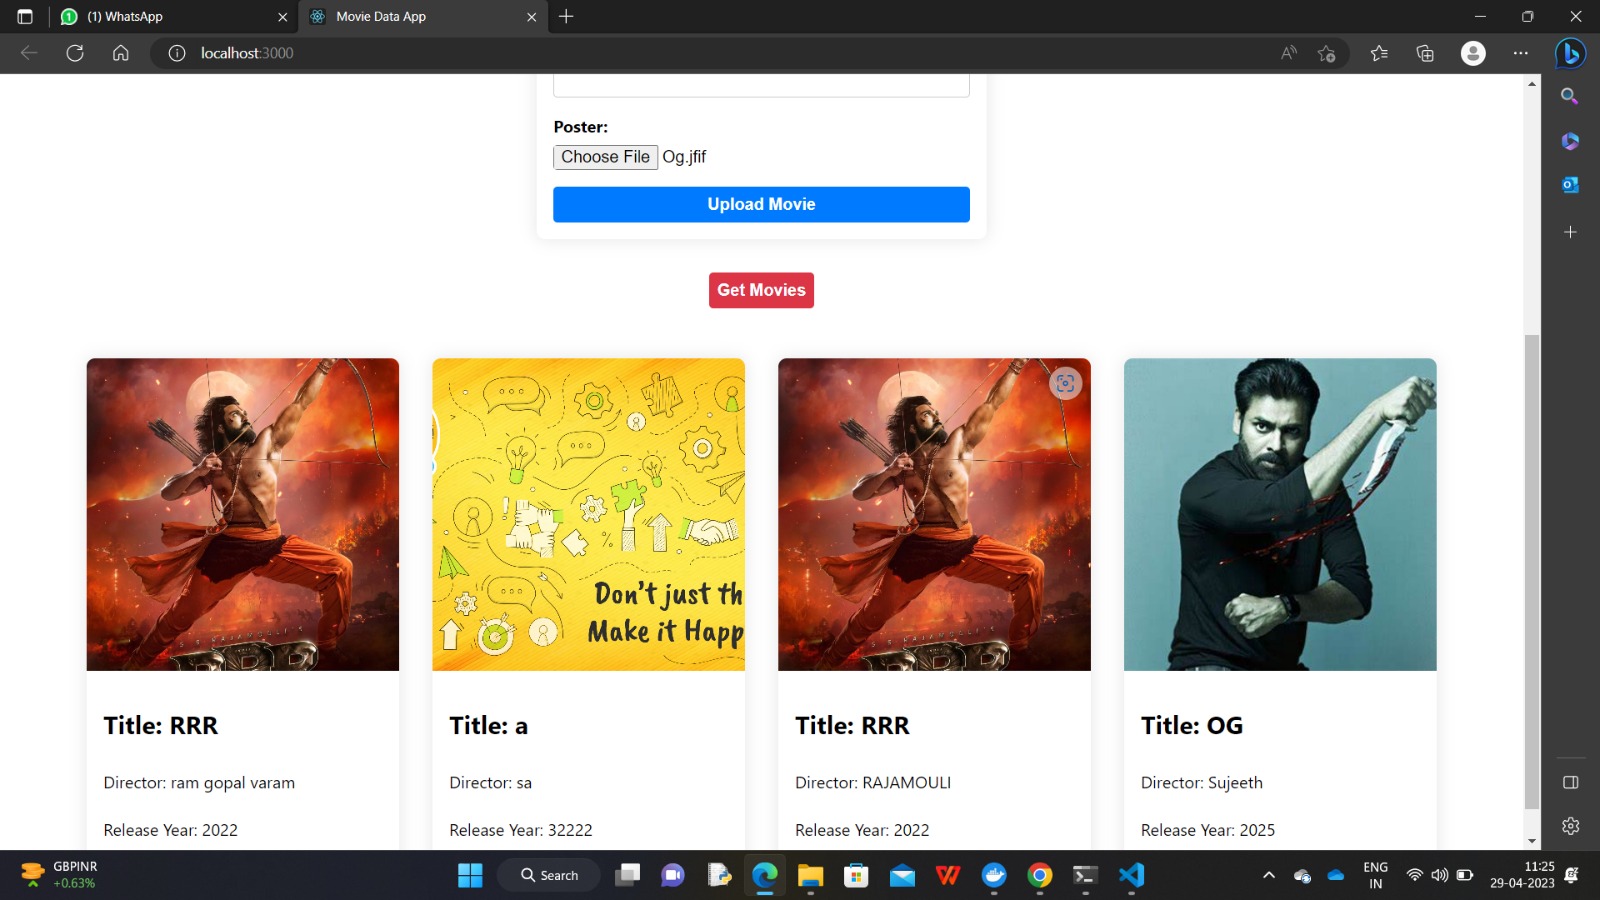 (1) WhatsApp
Movie Data App
localhost:3000
Poster:
Choose File Og.jfif
Upload Movie
Get Movies
Don't just th
Make it Happ
RRR
RRR
Title: RRR
Title: a
Title: RRR
Title: OG
Director: ram gopal varam
Director: sa
Director: RAJAMOULI
Director: Sujeeth
Release Year: 2022
Release Year: 32222
Release Year: 2022
Release Year: 2025
GBPINR
+0.63%
Search
ENG
IN
11:25
29-04-2023